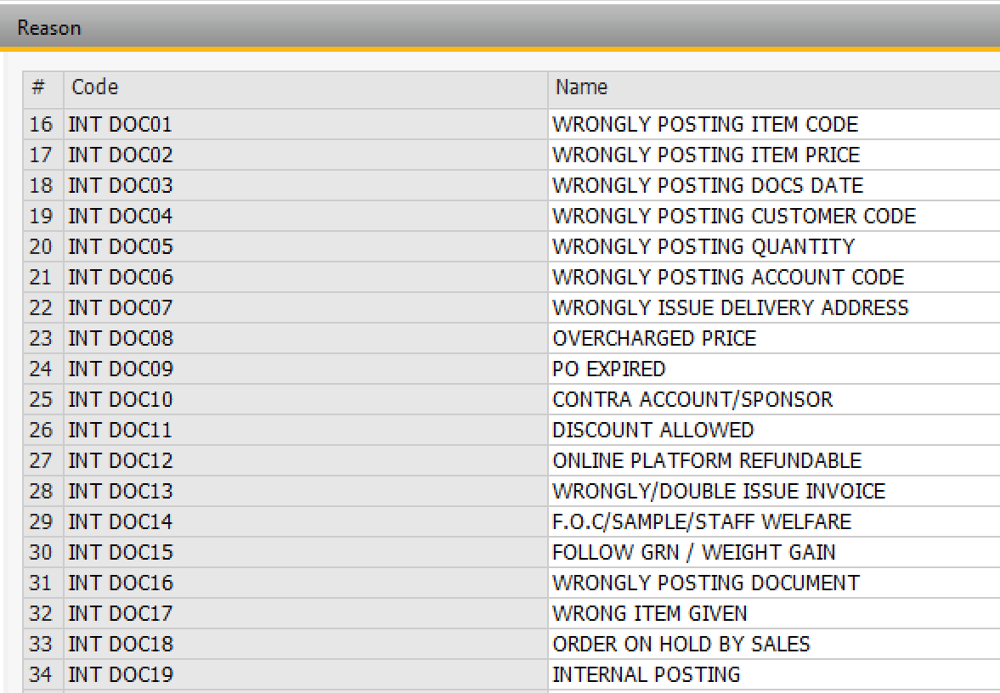 Reason
# Code Name
16 INT DOC01 WRONGLY POSTING ITEM CODE
17 INT DOC02 WRONGLY POSTING ITEM PRICE
18 INT DOC03 WRONGLY POSTING DOCS DATE
19 INT DOC04 WRONGLY POSTING CUSTOMER CODE
20 INT DOC05 WRONGLY POSTING QUANTITY
21 INT DOC06 WRONGLY POSTING ACCOUNT CODE
22 INT DOC07 WRONGLY ISSUE DELIVERY ADDRESS
23 INT DOC08 OVERCHARGED PRICE
24 INT DOC09 PO EXPIRED
25 INT DOC10 CONTRA ACCOUNT/SPONSOR
26 INT DOC11 DISCOUNT ALLOWED
27 INT DOC12 ONLINE PLATFORM REFUNDABLE
28 INT DOC13 WRONGLY/DOUBLE ISSUE INVOICE
29 INT DOC14 F.O.C/SAMPLE/STAFF WELFARE
30 INT DOC15 FOLLOW GRN / WEIGHT GAIN
31 INT DOC16 WRONGLY POSTING DOCUMENT
32 INT DOC17 WRONG ITEM GIVEN
33 INT DOC18 ORDER ON HOLD BY SALES
34 INT DOC19 INTERNAL POSTING